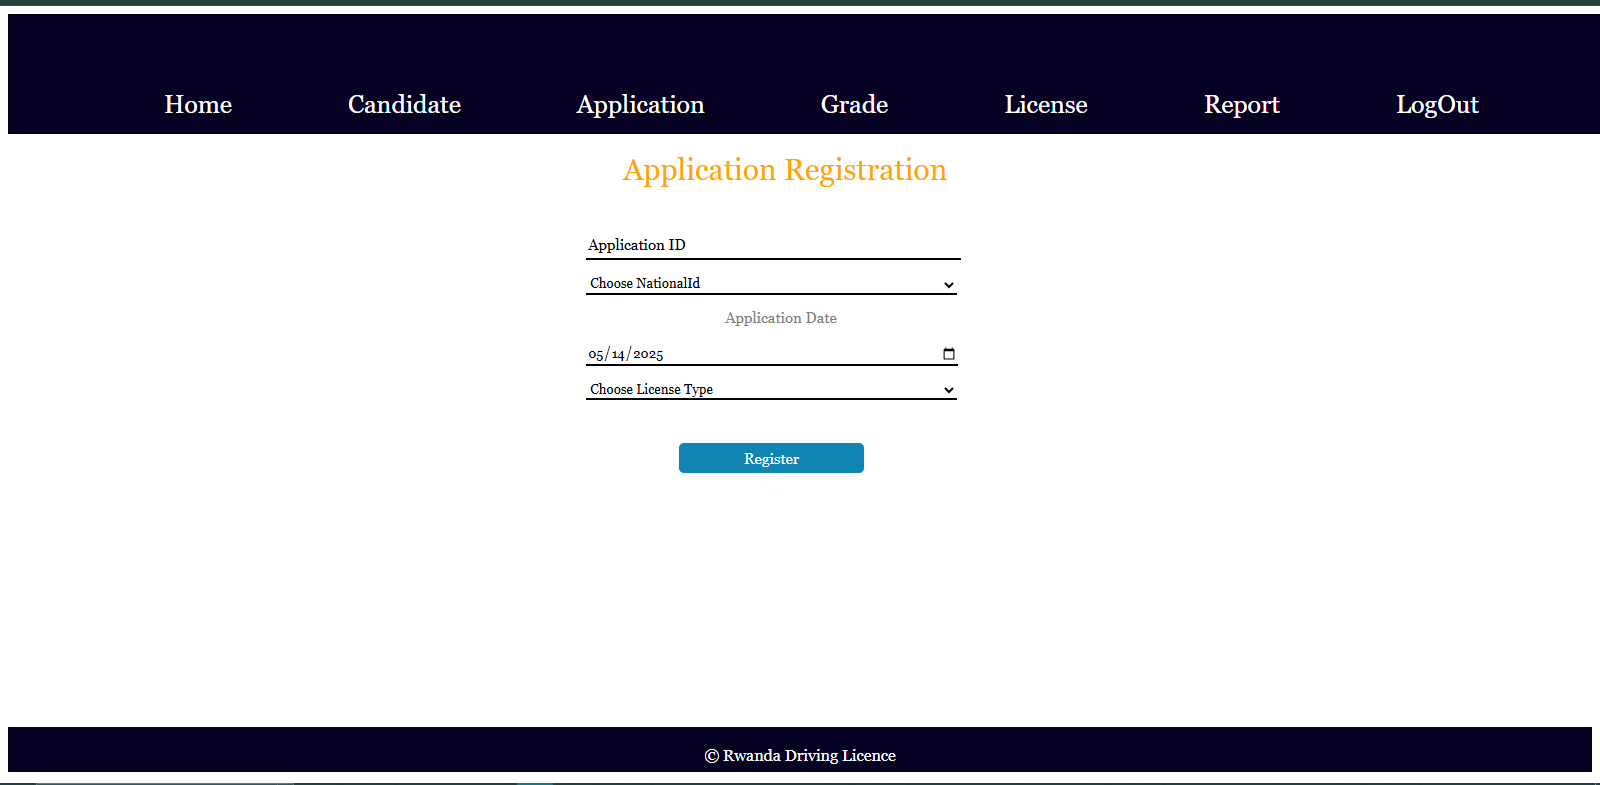 Home Candidate Application Grade License Report LogOut
Application Registration
Application ID
Choose NationalId
Application Date
05/14/2025
Choose License Type
Register
© Rwanda Driving Licence